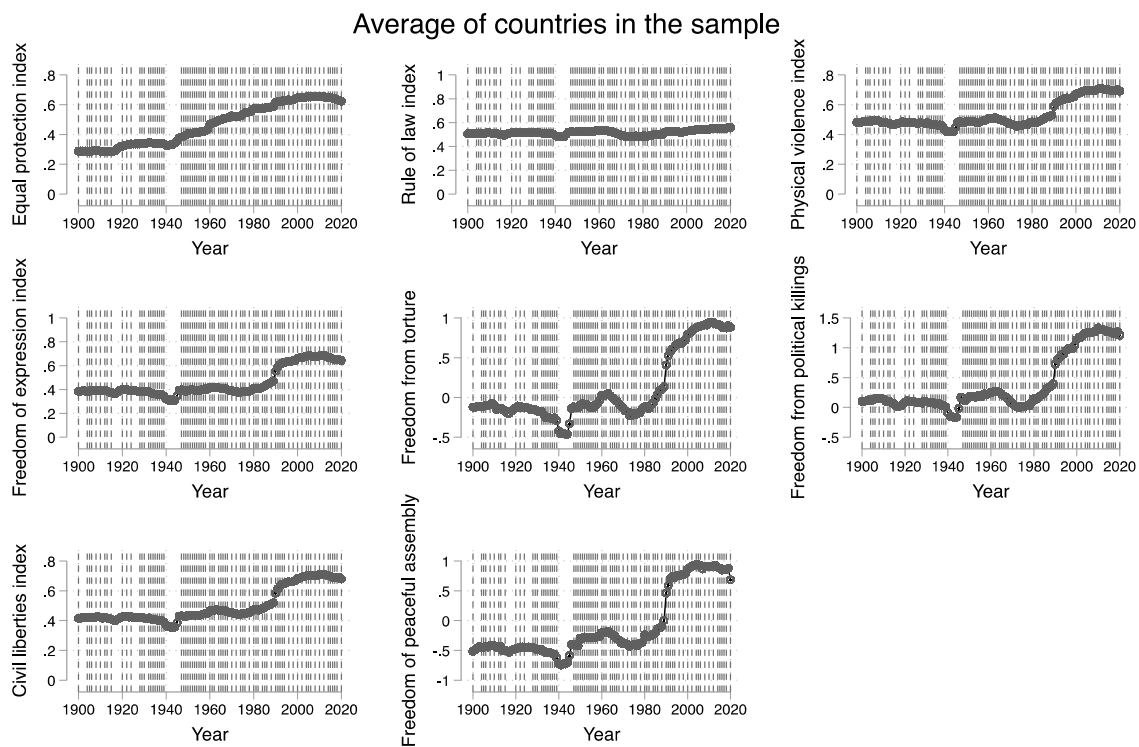 Average of countries in the sample
Equal protection index
.8
.6
.4
.2
0
1900 1920 1940 1960 1980 2000 2020
Year
Rule of law index
1
.8
.6
.4
.2
0
1900 1920 1940 1960 1980 2000 2020
Year
Physical violence index
.8
.6
.4
.2
0
1900 1920 1940 1960 1980 2000 2020
Year
Freedom of expression index
1
.8
.6
.4
.2
0
1900 1920 1940 1960 1980 2000 2020
Year
Freedom from torture
1
.5
0
-.5
1900 1920 1940 1960 1980 2000 2020
Year
Freedom from political killings
1.5
1
.5
0
-.5
1900 1920 1940 1960 1980 2000 2020
Year
Civil liberties index
.8
.6
.4
.2
0
1900 1920 1940 1960 1980 2000 2020
Year
Freedom of peaceful assembly
1
.5
0
-.5
-1
1900 1920 1940 1960 1980 2000 2020
Year